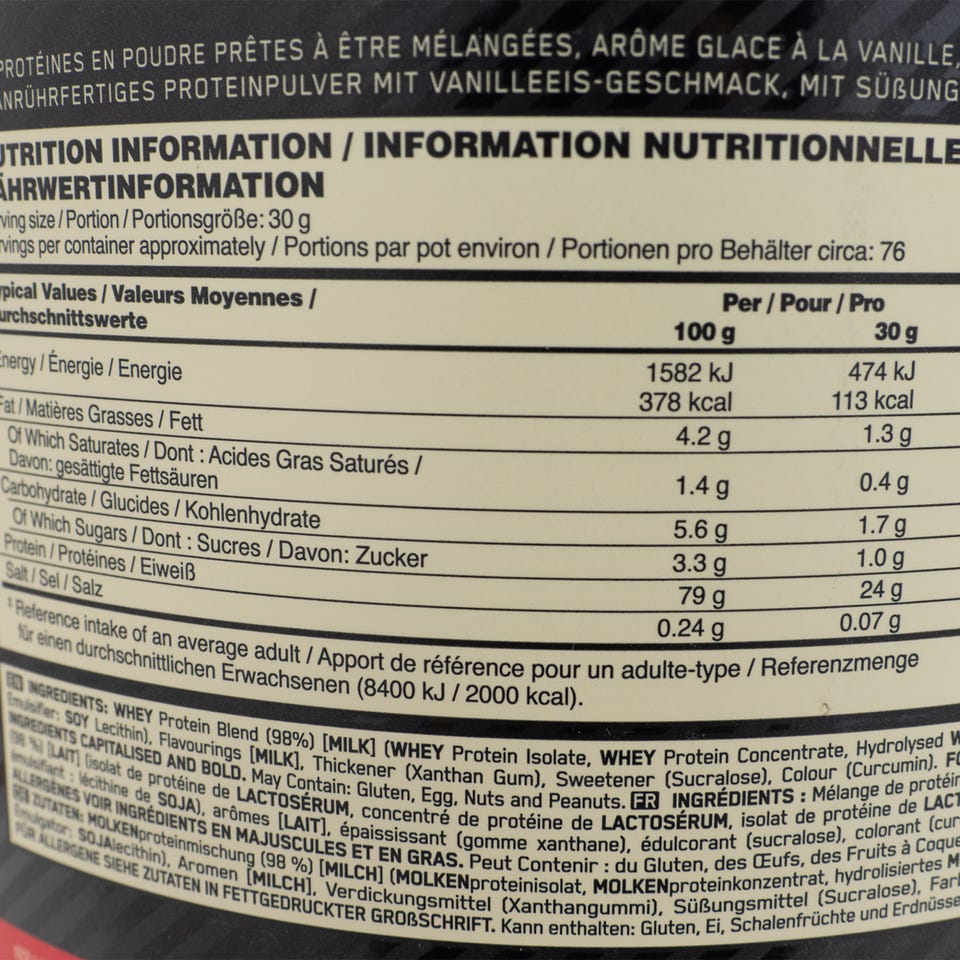 PROTÉINES EN POUDRE PRÊTES À ÊTRE MÉLANGÉES, ARÔME GLACE À LA VANILLE,
ANRÜHRFERTIGES PROTEINPULVER MIT VANILLEEIS-GESCHMACK, MIT SÜßUNG
UTRITION INFORMATION / INFORMATION NUTRITIONNELLE
ÄHRWERTINFORMATION
rving size / Portion / Portionsgröße: 30 g
rvings per container approximately / Portions par pot environ / Portionen pro Behälter circa: 76
ypical Values / Valeurs Moyennes / Per / Pour / Pro
urchschnittswerte 100 g 30 g
Energy / Énergie / Energie 1582 kJ 474 kJ
378 kcal 113 kcal
Fat / Matières Grasses / Fett 4.2 g 1.3 g
Of Which Saturates / Dont : Acides Gras Saturés /
Davon: gesättigte Fettsäuren 1.4 g 0.4 g
Carbohydrate / Glucides / Kohlenhydrate 5.6 g 1.7 g
Of Which Sugars / Dont : Sucres / Davon: Zucker 3.3 g 1.0 g
Protein / Protéines / Eiweiß 79 g 24 g
Salt / Sel / Salz 0.24 g 0.07 g
‡ Reference intake of an average adult / Apport de référence pour un adulte-type / Referenzmenge
für einen durchschnittlichen Erwachsenen (8400 kJ / 2000 kcal).
EN INGREDIENTS: WHEY Protein Blend (98%) [MILK] (WHEY Protein Isolate, WHEY Protein Concentrate, Hydrolysed W
Emulsifier: SOY Lecithin), Flavourings [MILK], Thickener (Xanthan Gum), Sweetener (Sucralose), Colour (Curcumin). FO
INGREDIENTS CAPITALISED AND BOLD. May Contain: Gluten, Egg, Nuts and Peanuts. FR INGRÉDIENTS : Mélange de protéin
(98 %) [LAIT] (isolat de protéine de LACTOSÉRUM, concentré de protéine de LACTOSÉRUM, isolat de protéine de LACT
émulsifiant : lécithine de SOJA), arômes [LAIT], épaississant (gomme xanthane), édulcorant (sucralose), colorant (cur
ALLERGÈNES VOIR INGRÉDIENTS EN MAJUSCULES ET EN GRAS. Peut Contenir : du Gluten, des Œufs, des Fruits à Coque
DE ZUTATEN: MOLKENproteinmischung (98 %) [MILCH] (MOLKENproteinisolat, MOLKENproteinkonzentrat, hydrolisiertes M
Emulgator: SOJAlecithin), Aromen [MILCH], Verdickungsmittel (Xanthangummi), Süßungsmittel (Sucralose), Far
FÜR ALLERGENE SIEHE ZUTATEN IN FETTGEDRUCKTER GROßSCHRIFT. Kann enthalten: Gluten, Ei, Schalenfrüchte und Erdnüsse